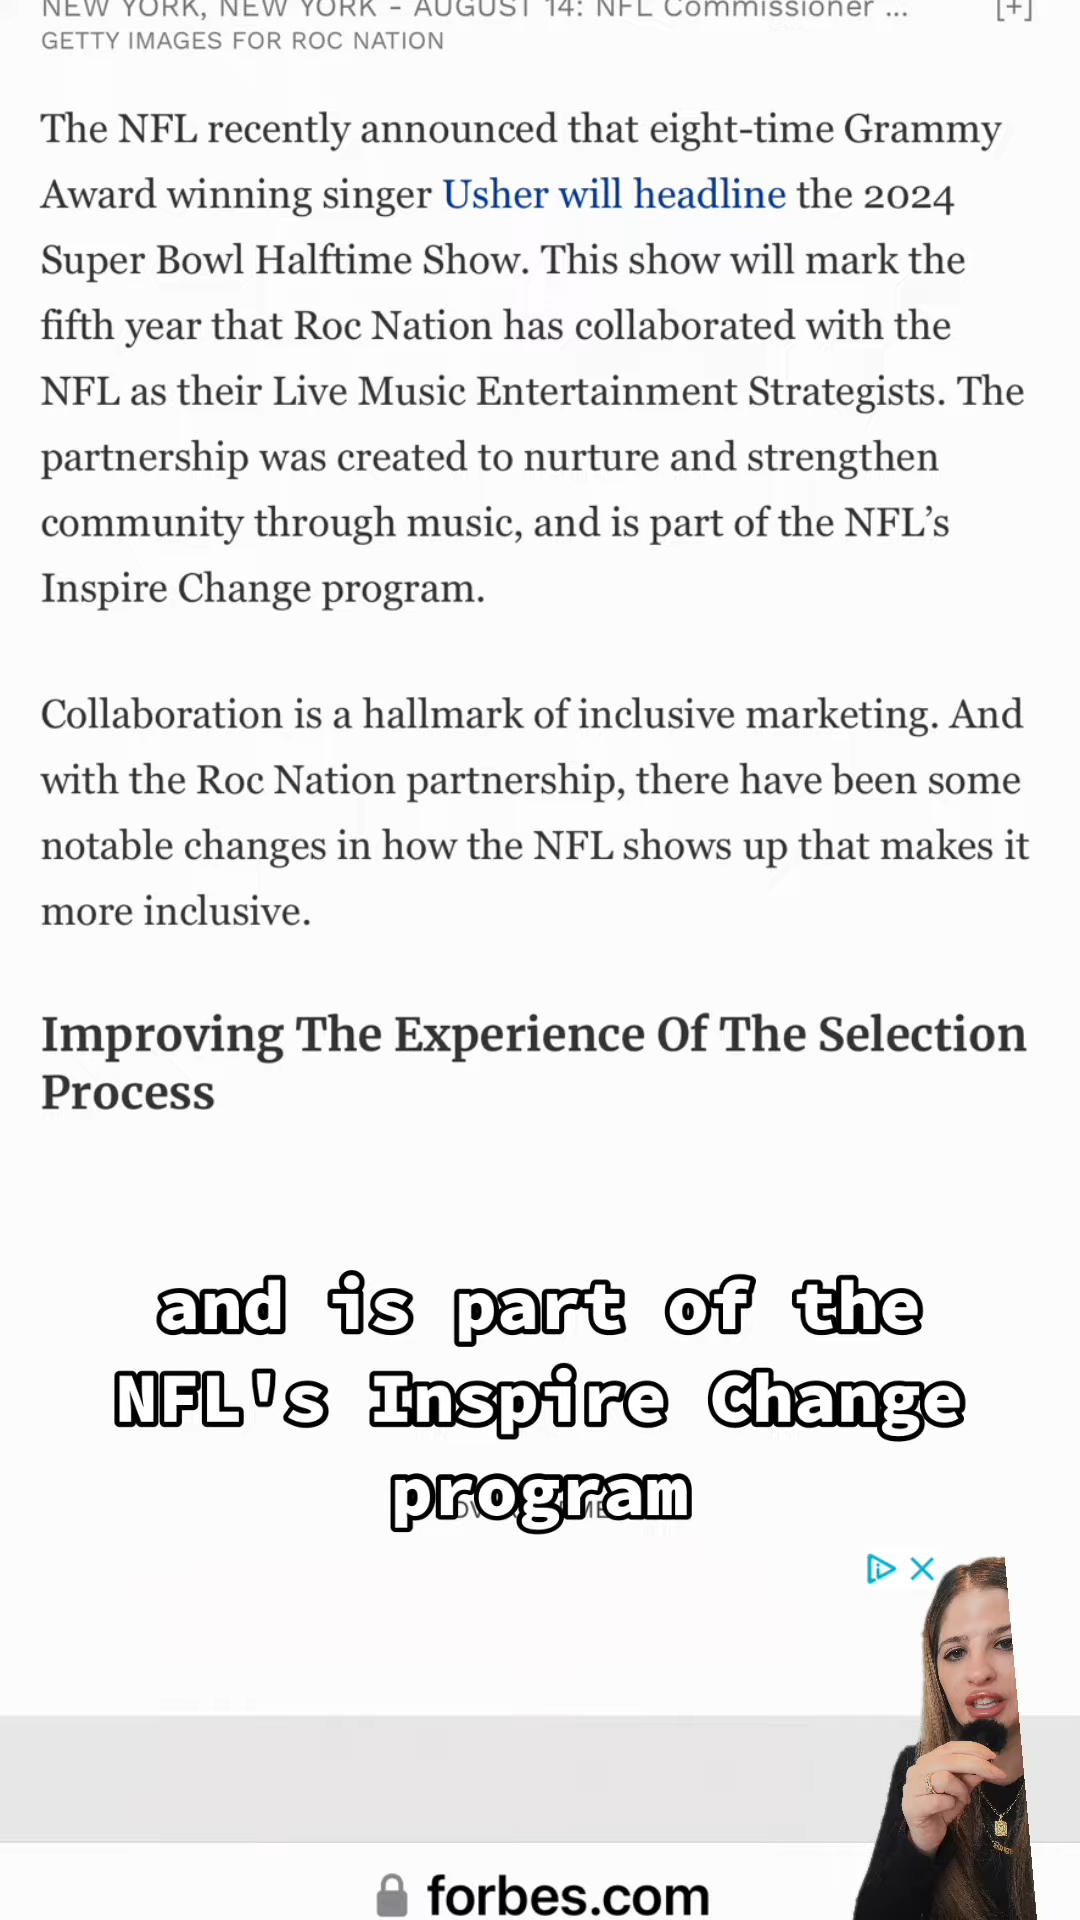 NEW YORK, NEW YORK - AUGUST 14: NFL Commissioner ... [+]
GETTY IMAGES FOR ROC NATION
The NFL recently announced that eight-time Grammy
Award winning singer Usher will headline the 2024
Super Bowl Halftime Show. This show will mark the
fifth year that Roc Nation has collaborated with the
NFL as their Live Music Entertainment Strategists. The
partnership was created to nurture and strengthen
community through music, and is part of the NFL’s
Inspire Change program.
Collaboration is a hallmark of inclusive marketing. And
with the Roc Nation partnership, there have been some
notable changes in how the NFL shows up that makes it
more inclusive.
Improving The Experience Of The Selection
Process
and is part of the
NFL's Inspire Change
program
forbes.com